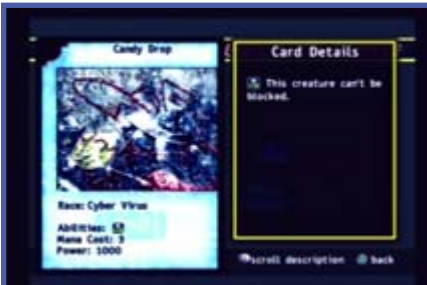 Candy Drop
Race: Cyber Virus
Abilities:
Mana Cost: 3
Power: 1000
Card Details
This creature can't be
blocked.
scroll description back